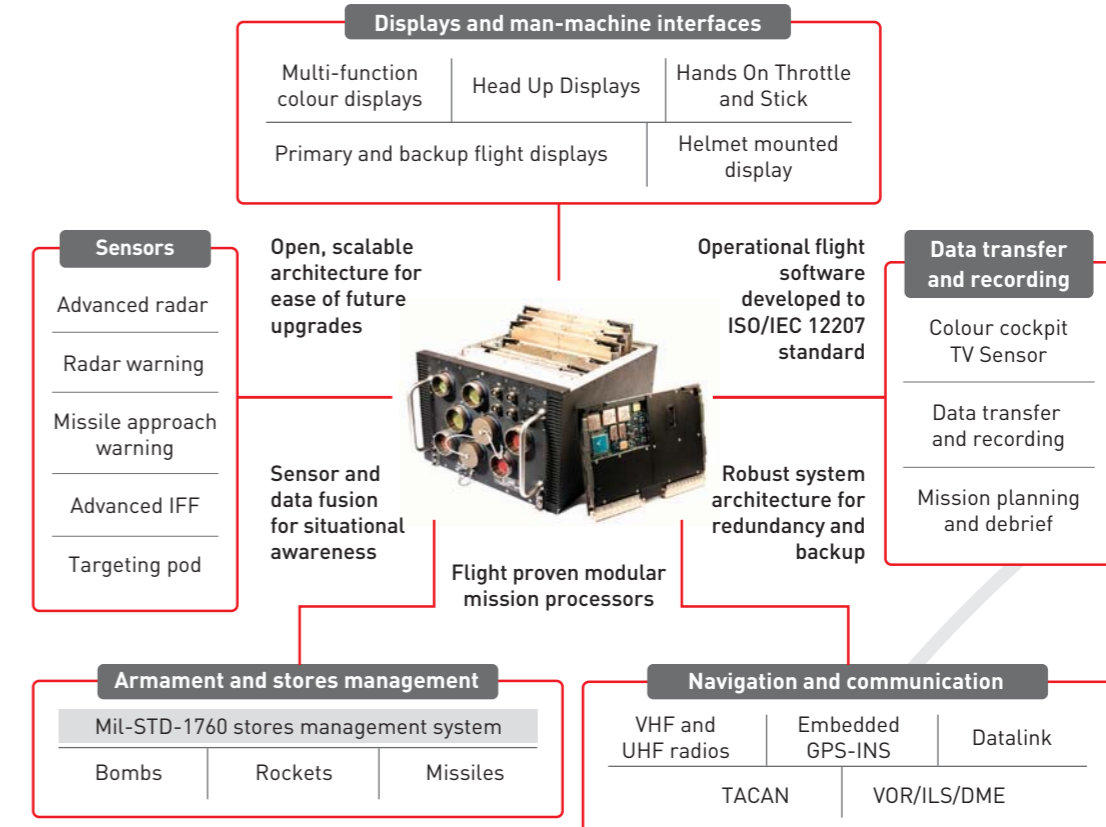 Displays and man-machine interfaces
Multi-function
colour displays
Head Up Displays
Hands On Throttle
and Stick
Primary and backup flight displays
Helmet mounted
display
Sensors
Advanced radar
Radar warning
Missile approach
warning
Advanced IFF
Targeting pod
Open, scalable
architecture for
ease of future
upgrades
Operational flight
software
developed to
ISO/IEC 12207
standard
Data transfer
and recording
Colour cockpit
TV Sensor
Data transfer
and recording
Mission planning
and debrief
Sensor and
data fusion
for situational
awareness
Robust system
architecture for
redundancy and
backup
Flight proven modular
mission processors
Armament and stores management
Mil-STD-1760 stores management system
Bombs
Rockets
Missiles
Navigation and communication
VHF and
UHF radios
Embedded
GPS-INS
Datalink
TACAN
VOR/ILS/DME